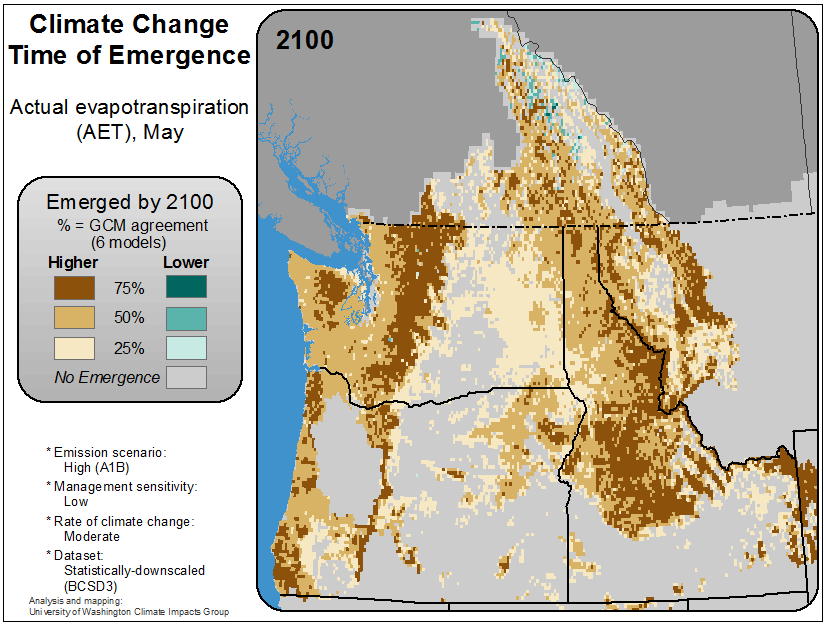 Climate Change
Time of Emergence
Actual evapotranspiration
(AET), May
Emerged by 2100
% = GCM agreement
(6 models)
Higher Lower
75%
50%
25%
No Emergence
* Emission scenario:
High (A1B)
* Management sensitivity:
Low
* Rate of climate change:
Moderate
* Dataset:
Statistically-downscaled
(BCSD3)
Analysis and mapping:
University of Washington Climate Impacts Group
2100